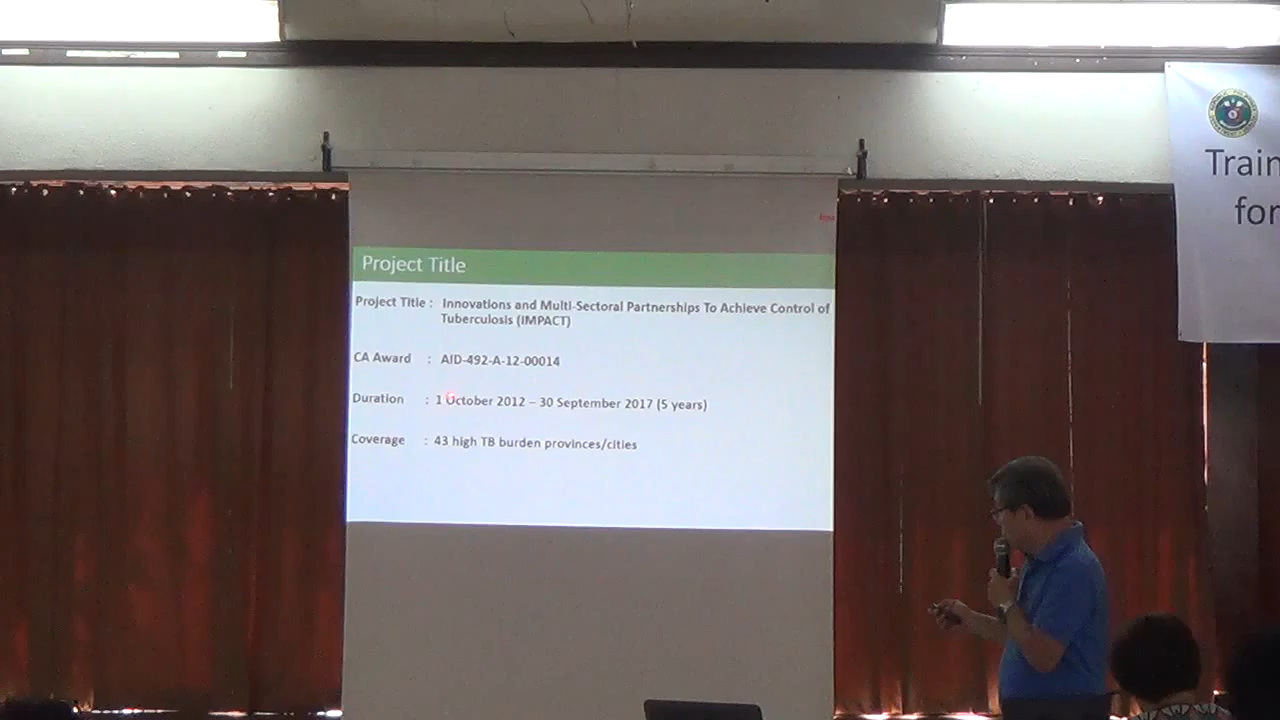 Train
for
Project Title
Project Title : Innovations and Multi-Sectoral Partnerships To Achieve Control of
Tuberculosis (IMPACT)
CA Award : AID-492-A-12-00014
Duration : 1 October 2012 – 30 September 2017 (5 years)
Coverage : 43 high TB burden provinces/cities